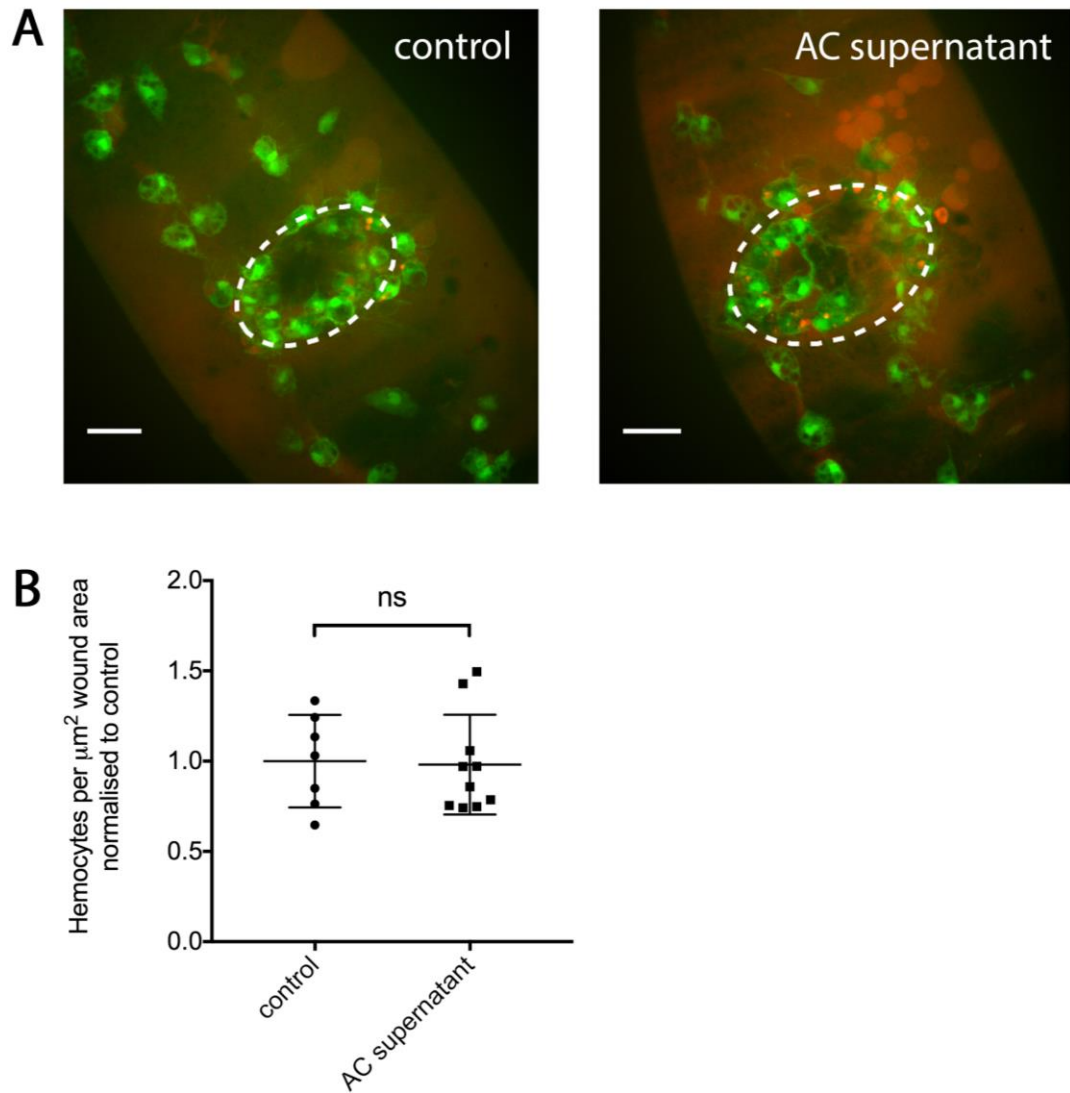 A
control
AC supernatant
B
Hemocytes per μm² wound area
normalised to control
2.0
1.5
1.0
0.5
0.0
ns
control
AC supernatant